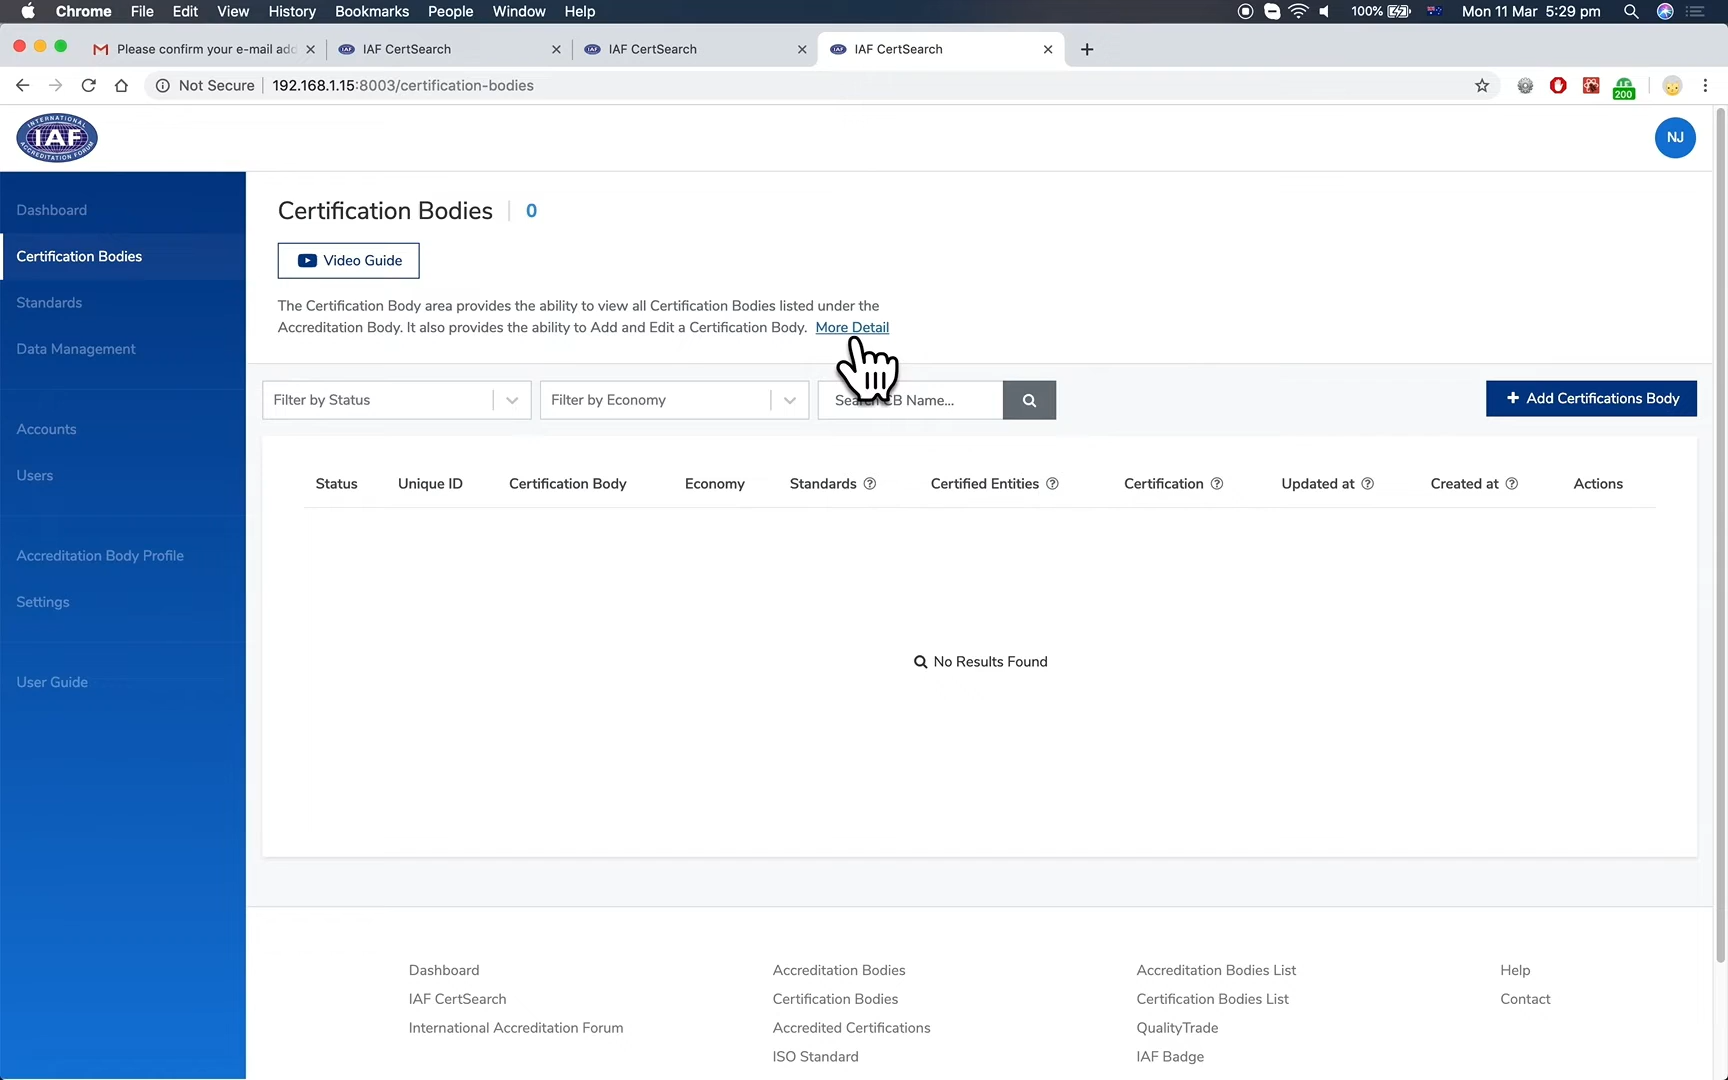 Chrome File Edit View History Bookmarks People Window Help 100% Mon 11 Mar 5:29 pm
Please confirm your e-mail add IAF CertSearch IAF CertSearch IAF CertSearch
Not Secure 192.168.1.15:8003/certification-bodies
200
INTERNATIONAL
IAF
ACCREDITATION FORUM
NJ
Dashboard
Certification Bodies
Standards
Data Management
Accounts
Users
Accreditation Body Profile
Settings
User Guide
Certification Bodies 0
Video Guide
The Certification Body area provides the ability to view all Certification Bodies listed under the
Accreditation Body. It also provides the ability to Add and Edit a Certification Body. More Detail
Filter by Status Filter by Economy CB Name... + Add Certifications Body
Status Unique ID Certification Body Economy Standards Certified Entities Certification Updated at Created at Actions
No Results Found
Dashboard Accreditation Bodies Accreditation Bodies List Help
IAF CertSearch Certification Bodies Certification Bodies List Contact
International Accreditation Forum Accredited Certifications QualityTrade
ISO Standard IAF Badge